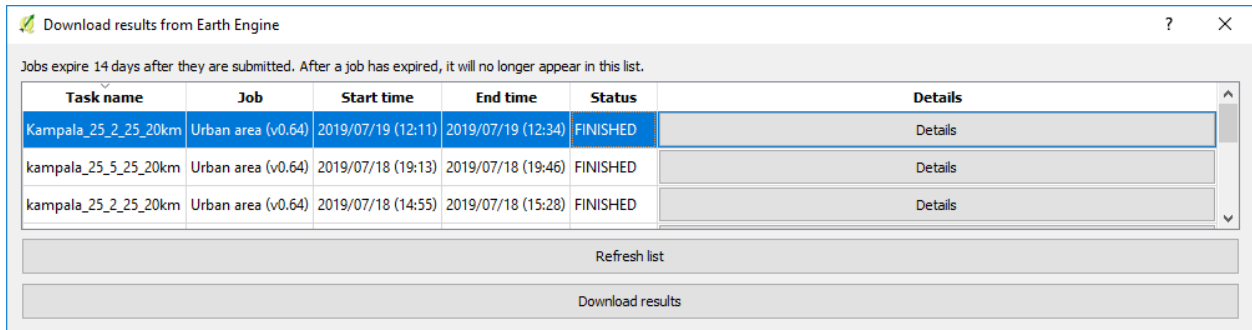 Download results from Earth Engine
Jobs expire 14 days after they are submitted. After a job has expired, it will no longer appear in this list.
Task name Job Start time End time Status Details
Kampala_25_2_25_20km Urban area (v0.64) 2019/07/19 (12:11) 2019/07/19 (12:34) FINISHED Details
kampala_25_5_25_20km Urban area (v0.64) 2019/07/18 (19:13) 2019/07/18 (19:46) FINISHED Details
kampala_25_2_25_20km Urban area (v0.64) 2019/07/18 (14:55) 2019/07/18 (15:28) FINISHED Details
Refresh list
Download results